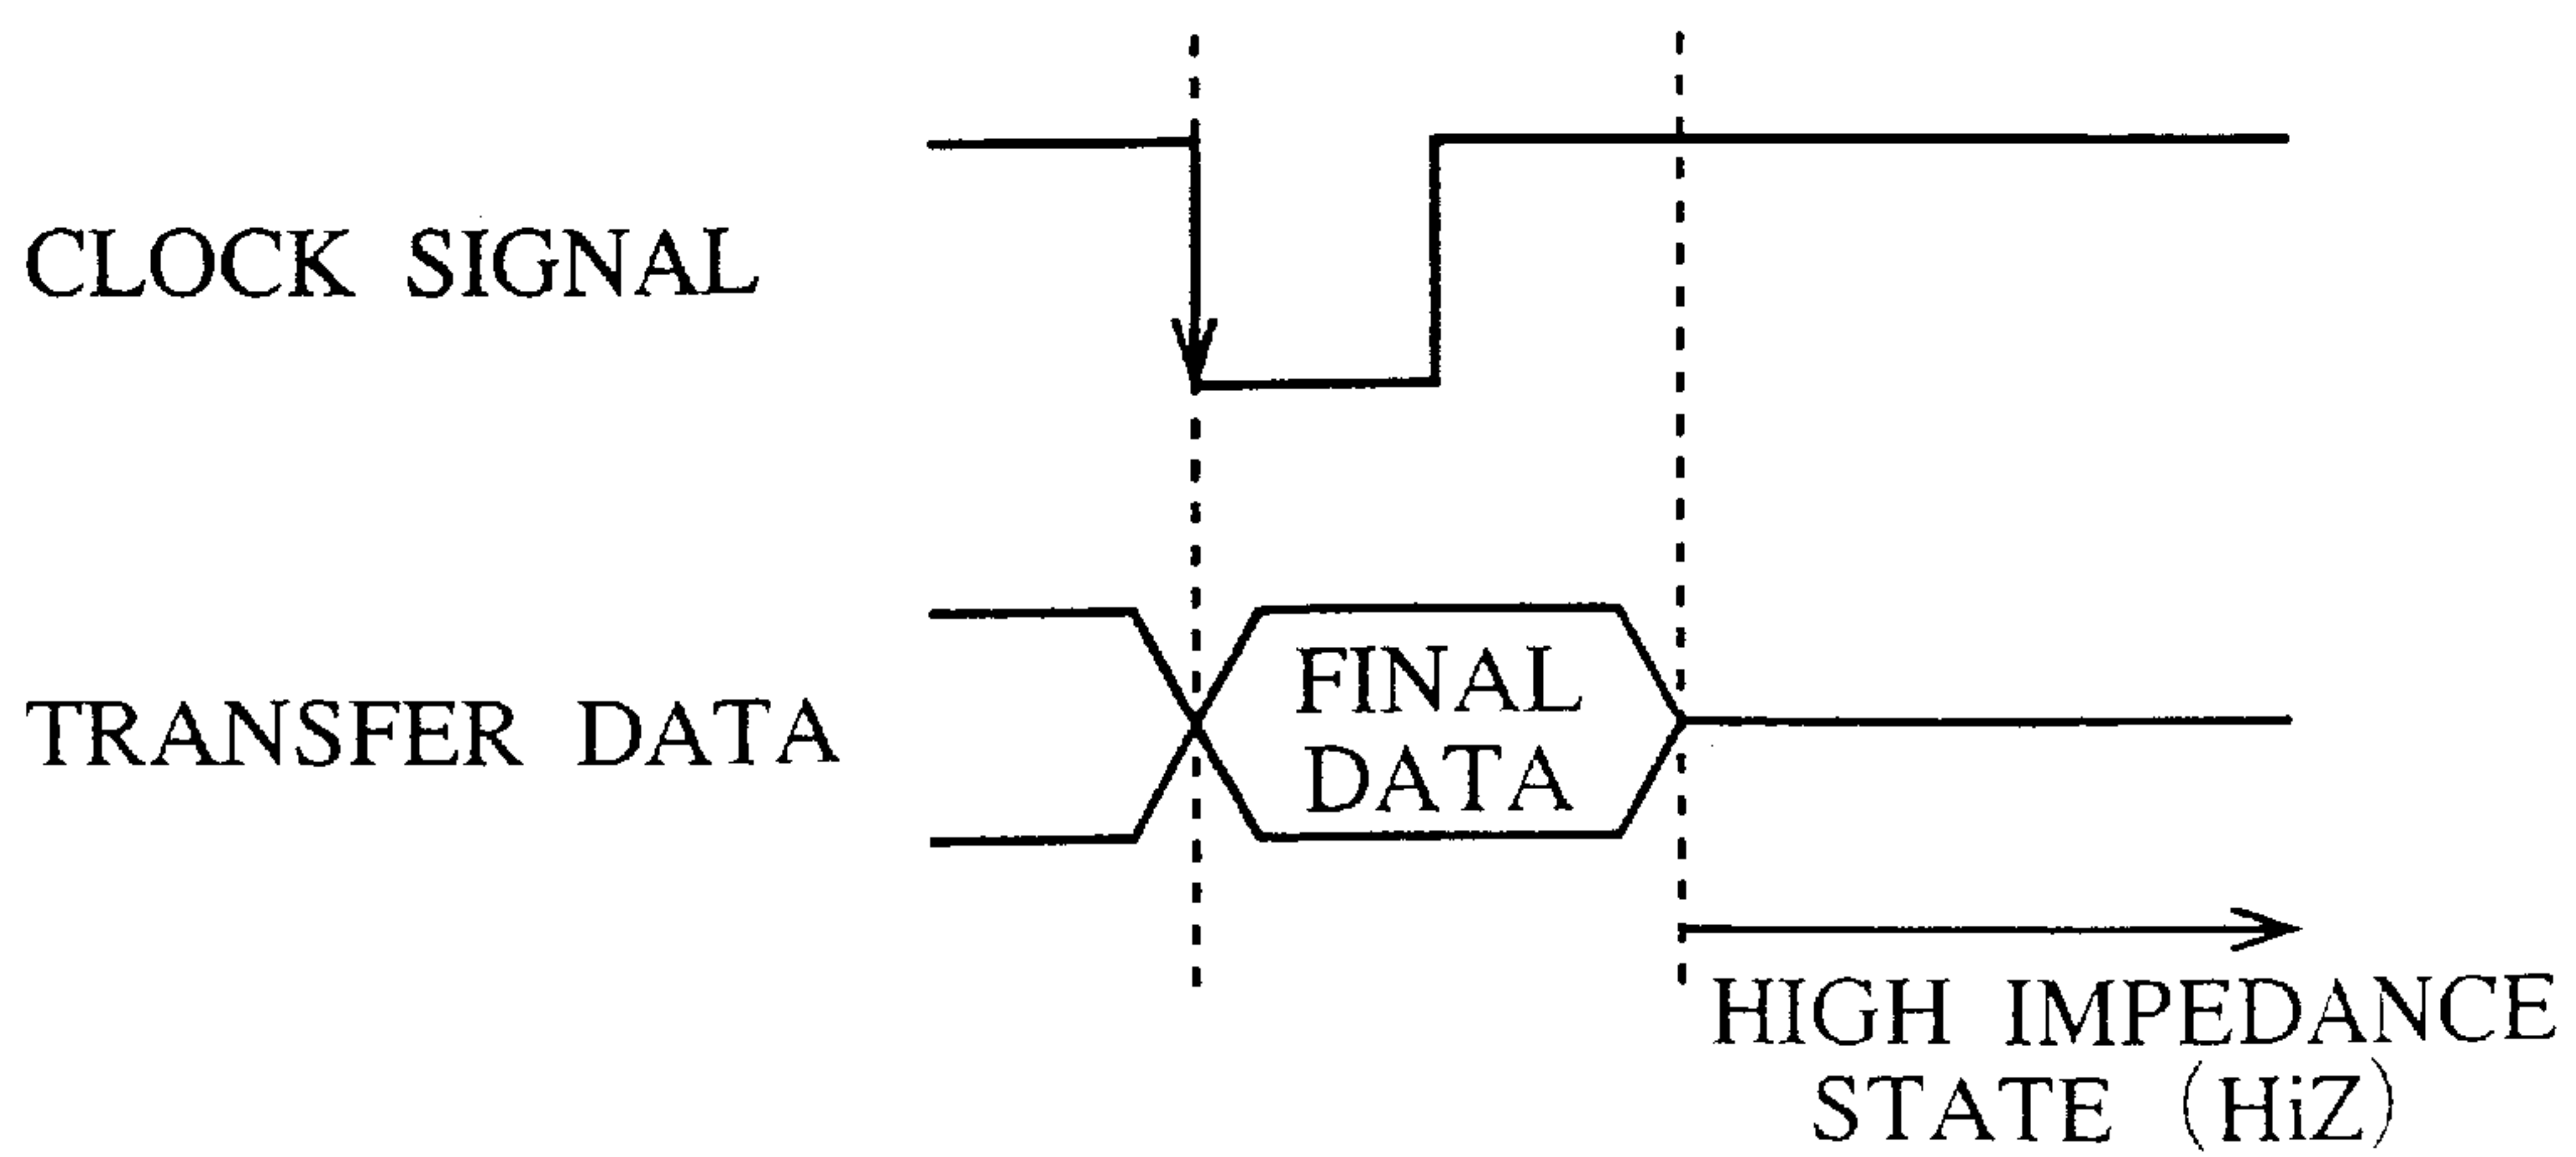 CLOCK SIGNAL
TRANSFER DATA
FINAL
DATA
HIGH IMPEDANCE
STATE (HiZ)